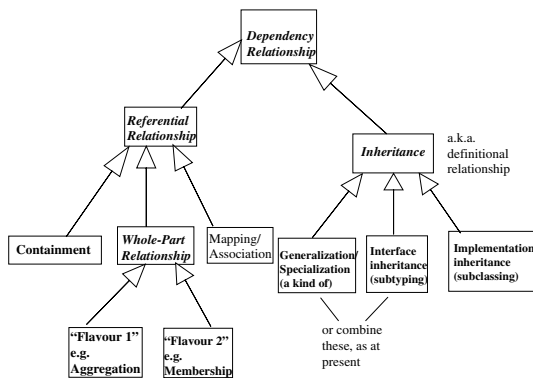 Dependency
Relationship
Referential
Relationship
Inheritance
a.k.a.
definitional
relationship
Containment
Whole-Part
Relationship
Mapping/
Association
Generalization/
Specialization
(a kind of)
Interface
inheritance
(subtyping)
Implementation
inheritance
(subclassing)
"Flavour 1"
e.g.
Aggregation
"Flavour 2"
e.g.
Membership
or combine
these, as at
present